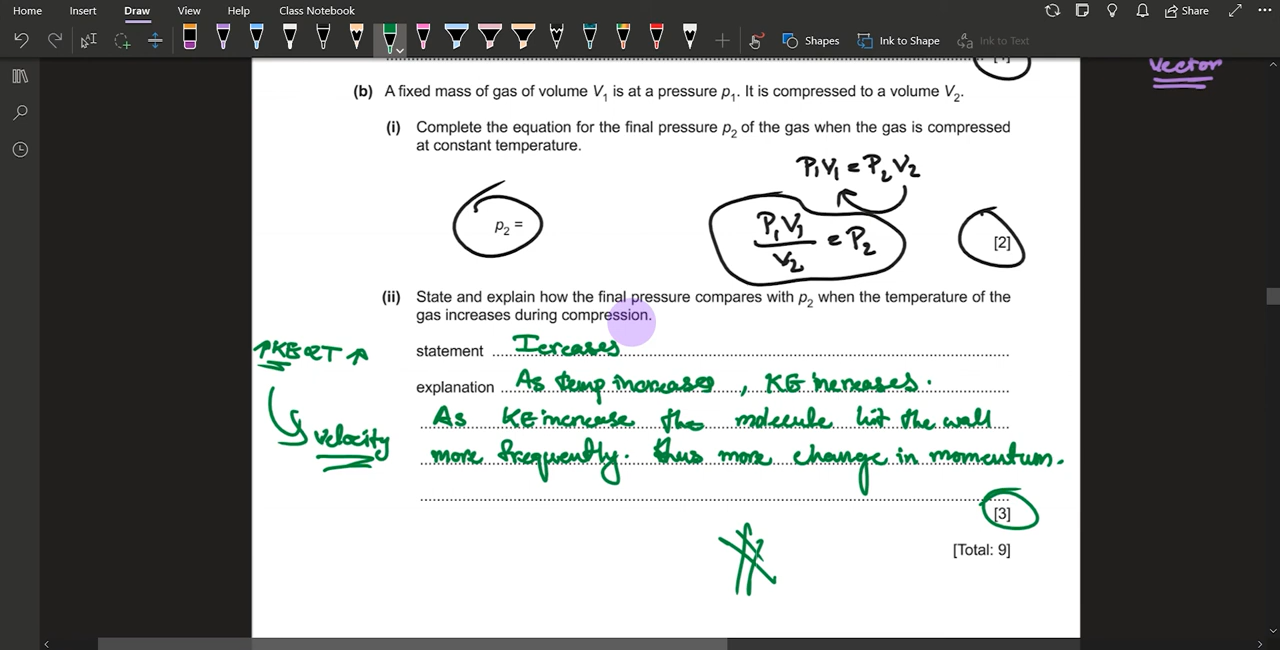 Home Insert Draw View Help Class Notebook
Share
Shapes Ink to Shape Ink to Text
vector
(b) A fixed mass of gas of volume V₁ is at a pressure p₁. It is compressed to a volume V₂.
(i) Complete the equation for the final pressure p₂ of the gas when the gas is compressed
at constant temperature.
P₁V₁ = P₂V₂
p₂ =
P₁V₁ / V₂ = P₂
[2]
(ii) State and explain how the final pressure compares with p₂ when the temperature of the
gas increases during compression.
statement Icreases
↑KE α T ↑
explanation As temp increases, KE increases.
As KE increase the molecule hit the wall
velocity
more frequently. thus more change in momentum.
[3]
[Total: 9]